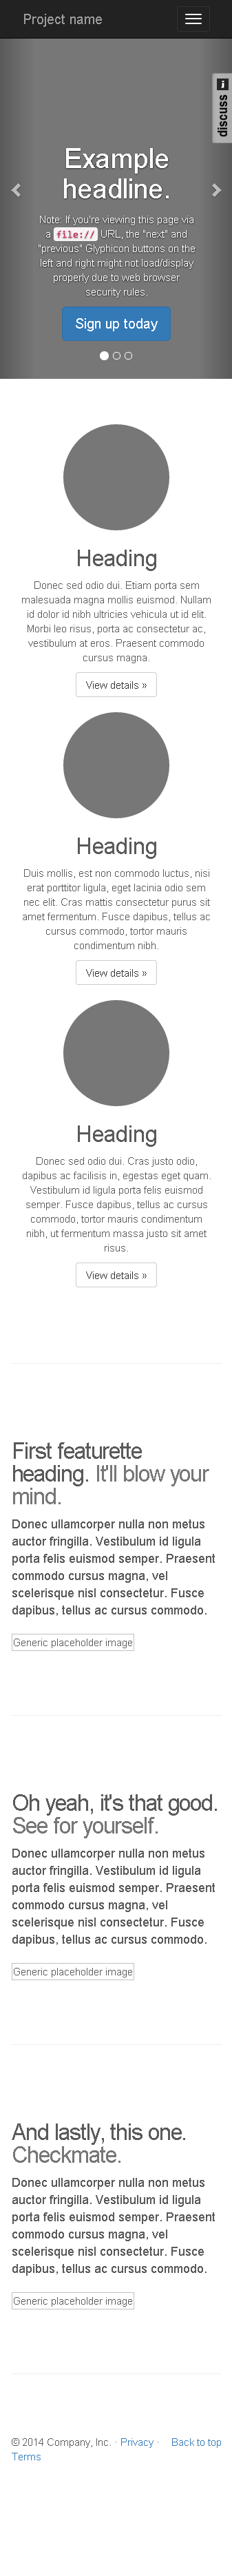 Project name
discuss
Example
headline.
Note: If you're viewing this page via
a file:// URL, the "next" and
"previous" Glyphicon buttons on the
left and right might not load/display
properly due to web browser
security rules.
Sign up today
Heading
Donec sed odio dui. Etiam porta sem
malesuada magna mollis euismod. Nullam
id dolor id nibh ultricies vehicula ut id elit.
Morbi leo risus, porta ac consectetur ac,
vestibulum at eros. Praesent commodo
cursus magna.
View details »
Heading
Duis mollis, est non commodo luctus, nisi
erat porttitor ligula, eget lacinia odio sem
nec elit. Cras mattis consectetur purus sit
amet fermentum. Fusce dapibus, tellus ac
cursus commodo, tortor mauris
condimentum nibh.
View details »
Heading
Donec sed odio dui. Cras justo odio,
dapibus ac facilisis in, egestas eget quam.
Vestibulum id ligula porta felis euismod
semper. Fusce dapibus, tellus ac cursus
commodo, tortor mauris condimentum
nibh, ut fermentum massa justo sit amet
risus.
View details »
First featurette
heading. It'll blow your
mind.
Donec ullamcorper nulla non metus
auctor fringilla. Vestibulum id ligula
porta felis euismod semper. Praesent
commodo cursus magna, vel
scelerisque nisl consectetur. Fusce
dapibus, tellus ac cursus commodo.
Generic placeholder image
Oh yeah, it's that good.
See for yourself.
Donec ullamcorper nulla non metus
auctor fringilla. Vestibulum id ligula
porta felis euismod semper. Praesent
commodo cursus magna, vel
scelerisque nisl consectetur. Fusce
dapibus, tellus ac cursus commodo.
Generic placeholder image
And lastly, this one.
Checkmate.
Donec ullamcorper nulla non metus
auctor fringilla. Vestibulum id ligula
porta felis euismod semper. Praesent
commodo cursus magna, vel
scelerisque nisl consectetur. Fusce
dapibus, tellus ac cursus commodo.
Generic placeholder image
© 2014 Company, Inc. · Privacy · Back to top
Terms